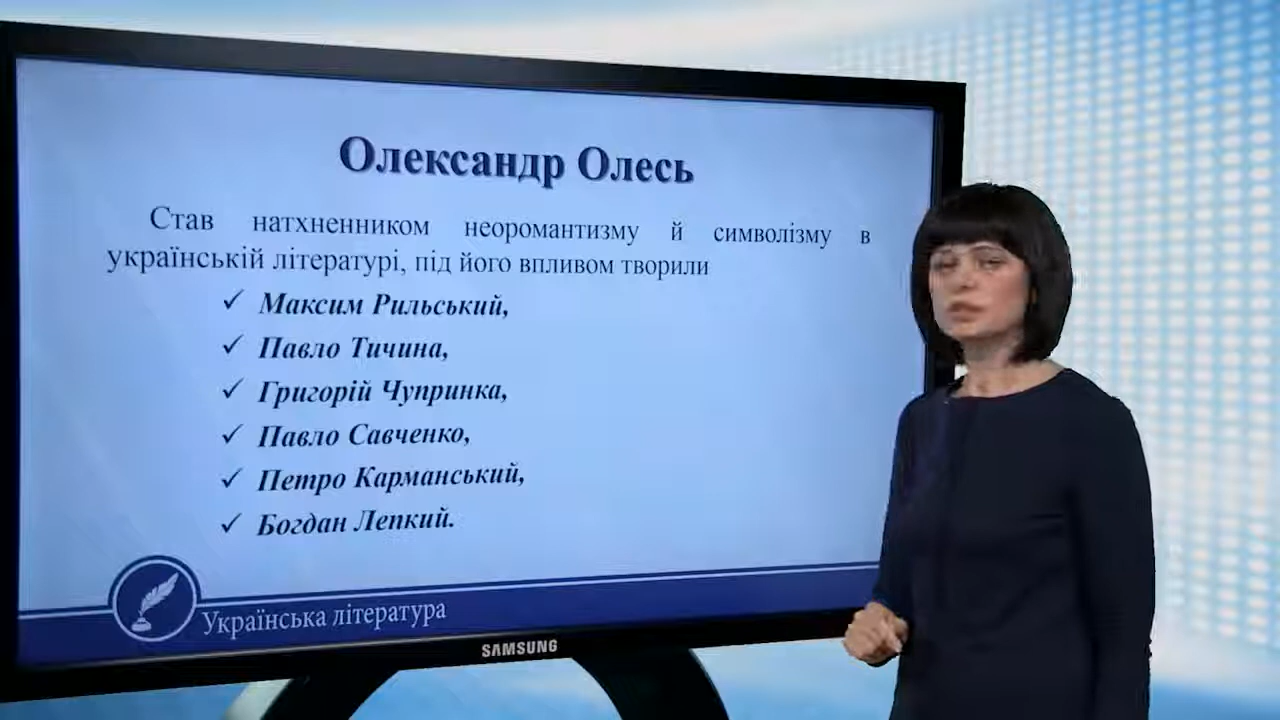 Олександр Олесь
Став натхненником неоромантизму й символізму в
українській літературі, під його впливом творили
✓ Максим Рильський,
✓ Павло Тичина,
✓ Григорій Чупринка,
✓ Павло Савченко,
✓ Петро Карманський,
✓ Богдан Лепкий.
Українська література
SAMSUNG